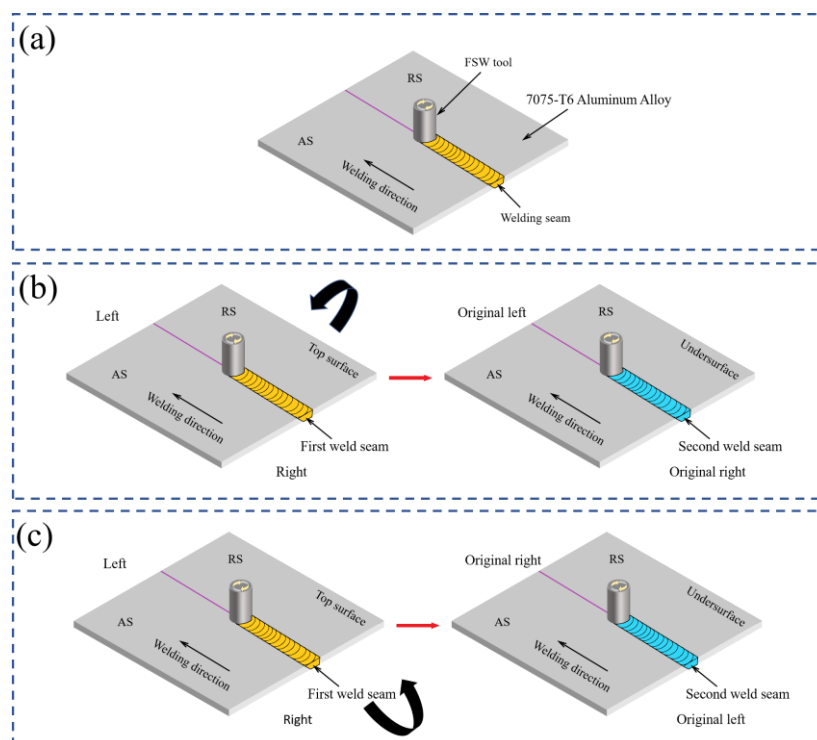 (a)
FSW tool
RS
7075-T6 Aluminum Alloy
AS
Welding direction
Welding seam
(b)
Left
RS
Top surface
AS
Welding direction
First weld seam
Right
Original left
RS
Undersurface
AS
Welding direction
Second weld seam
Original right
(c)
Left
RS
Top surface
AS
Welding direction
First weld seam
Right
Original right
RS
Undersurface
AS
Welding direction
Second weld seam
Original left